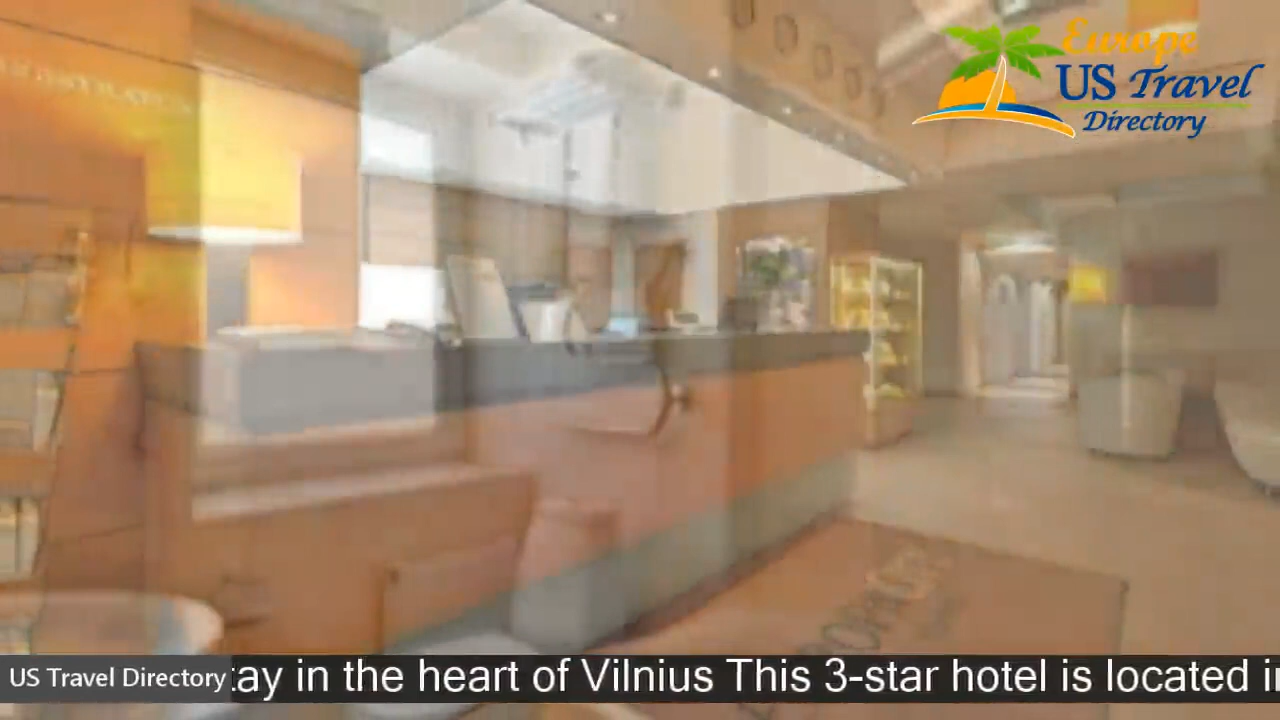 Europe
US Travel
Directory
US Travel Directory
tay in the heart of Vilnius This 3-star hotel is located i